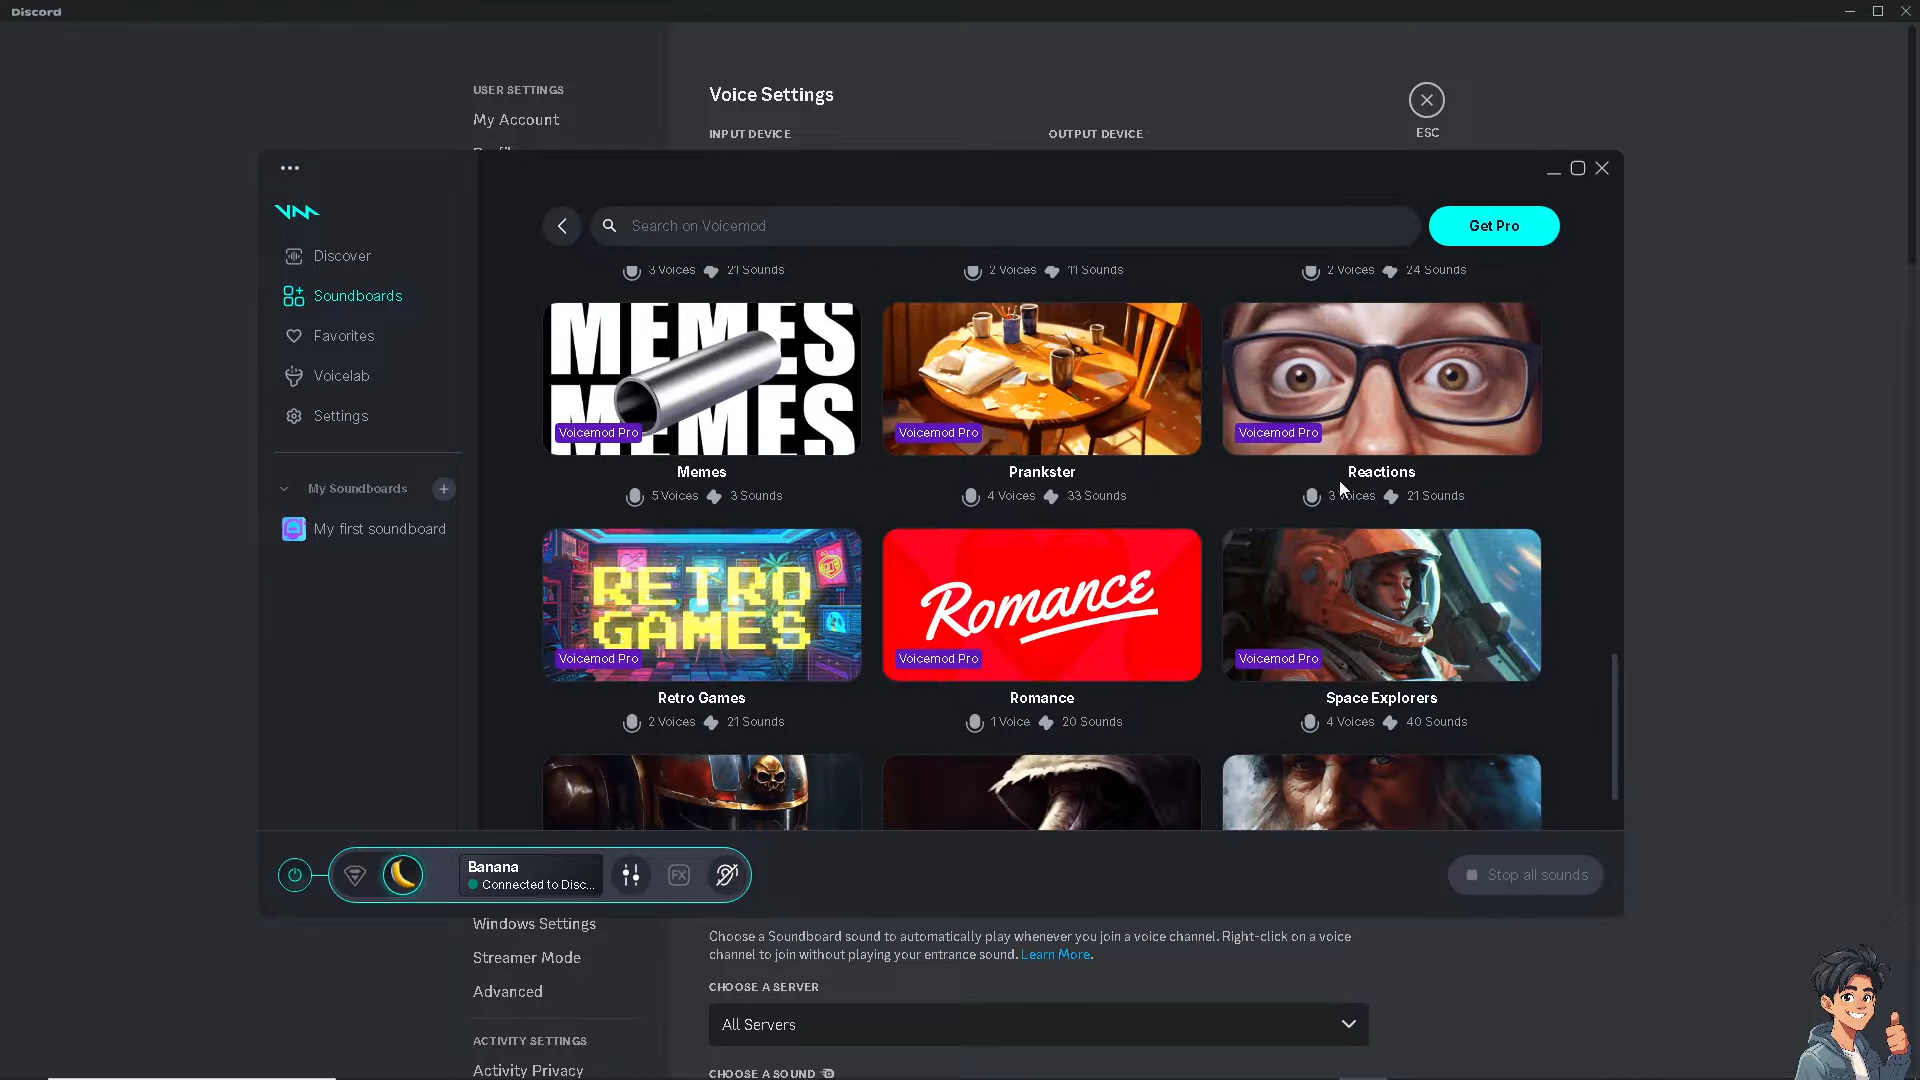 Discord
USER SETTINGS
My Account
Voice Settings
INPUT DEVICE
OUTPUT DEVICE
ESC
Discover
Soundboards
Favorites
Voicelab
Settings
My Soundboards
My first soundboard
Search on Voicemod
Get Pro
3 Voices 21 Sounds
2 Voices 11 Sounds
2 Voices 24 Sounds
MEMES
MEMES
Voicemod Pro
Voicemod Pro
Voicemod Pro
Memes
Prankster
Reactions
5 Voices 3 Sounds
4 Voices 33 Sounds
3 Voices 21 Sounds
RETRO
GAMES
Romance
Voicemod Pro
Voicemod Pro
Voicemod Pro
Retro Games
Romance
Space Explorers
2 Voices 21 Sounds
1 Voice 20 Sounds
4 Voices 40 Sounds
Banana
Connected to Disc...
FX
Stop all sounds
Windows Settings
Streamer Mode
Advanced
ACTIVITY SETTINGS
Activity Privacy
Choose a Soundboard sound to automatically play whenever you join a voice channel. Right-click on a voice
channel to join without playing your entrance sound. Learn More.
CHOOSE A SERVER
All Servers
CHOOSE A SOUND